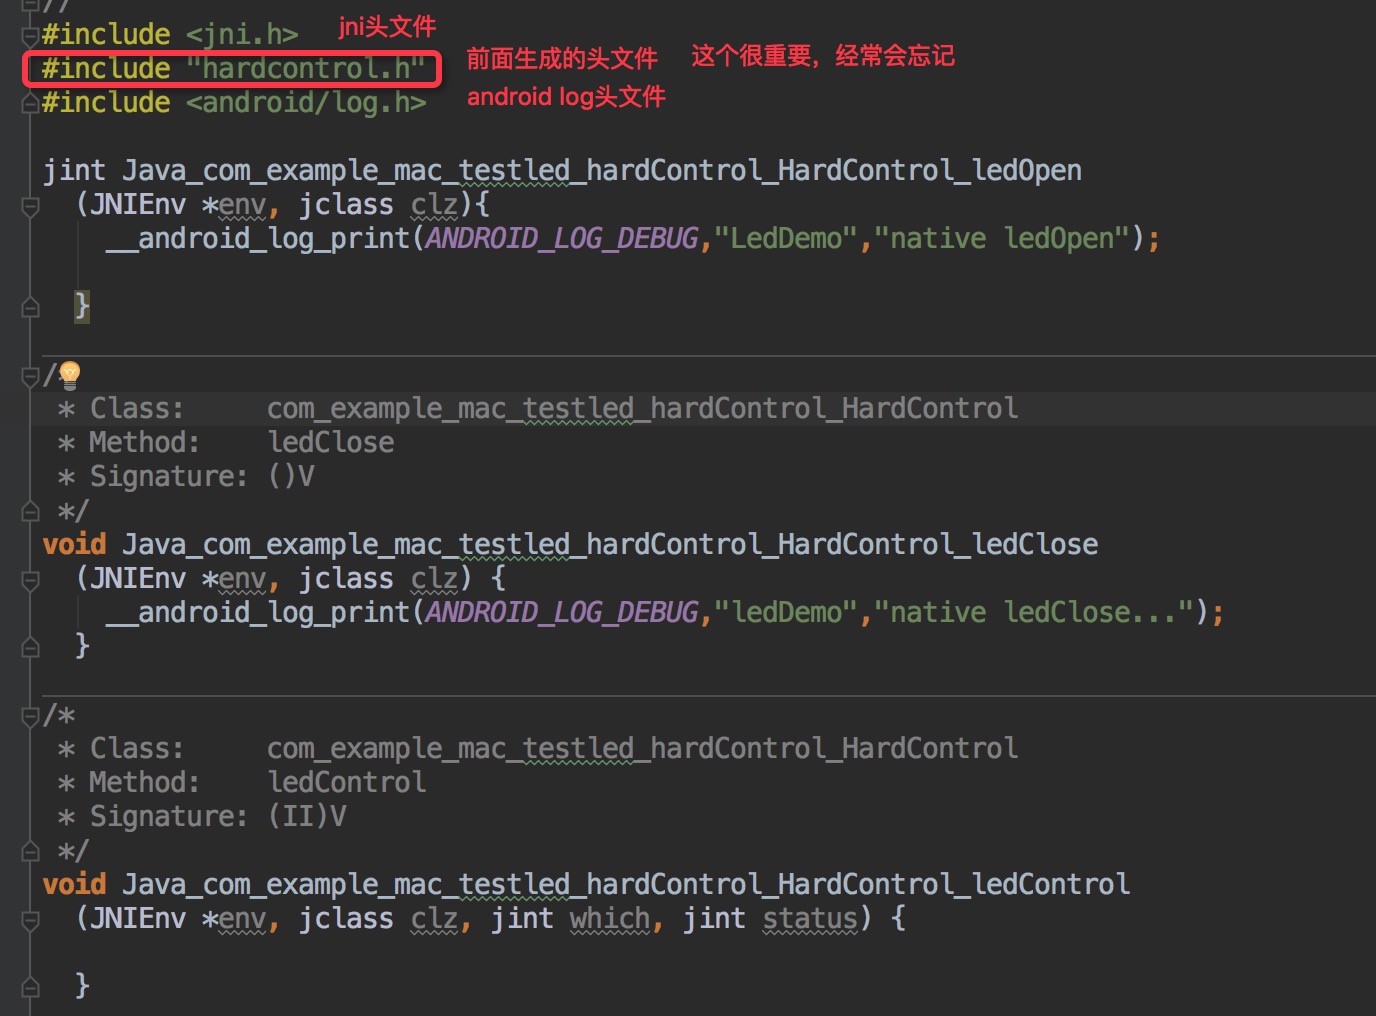 //
#include <jni.h> jni头文件
#include "hardcontrol.h" 前面生成的头文件 这个很重要，经常会忘记
#include <android/log.h> android log头文件
jint Java_com_example_mac_testled_hardControl_HardControl_ledOpen
(JNIEnv *env, jclass clz){
__android_log_print(ANDROID_LOG_DEBUG,"LedDemo","native ledOpen");
}
/*
* Class: com_example_mac_testled_hardControl_HardControl
* Method: ledClose
* Signature: ()V
*/
void Java_com_example_mac_testled_hardControl_HardControl_ledClose
(JNIEnv *env, jclass clz) {
__android_log_print(ANDROID_LOG_DEBUG,"ledDemo","native ledClose...");
}
/*
* Class: com_example_mac_testled_hardControl_HardControl
* Method: ledControl
* Signature: (II)V
*/
void Java_com_example_mac_testled_hardControl_HardControl_ledControl
(JNIEnv *env, jclass clz, jint which, jint status) {
}